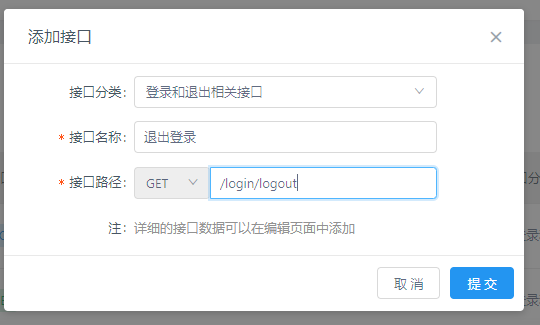 添加接口
接口分类： 登录和退出相关接口
* 接口名称： 退出登录
* 接口路径： GET /login/logout
注： 详细的接口数据可以在编辑页面中添加
取 消 提 交